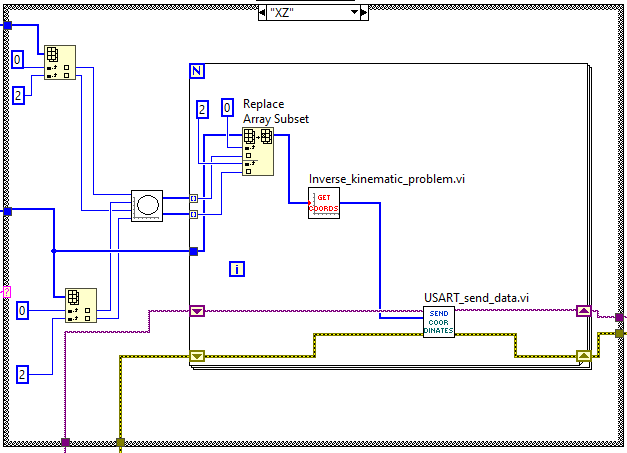 "XZ"
0
2
N
2
0
Replace
Array Subset
Inverse_kinematic_problem.vi
GET
COORDS
i
USART_send_data.vi
SEND
COOR
DINATES
0
2
?